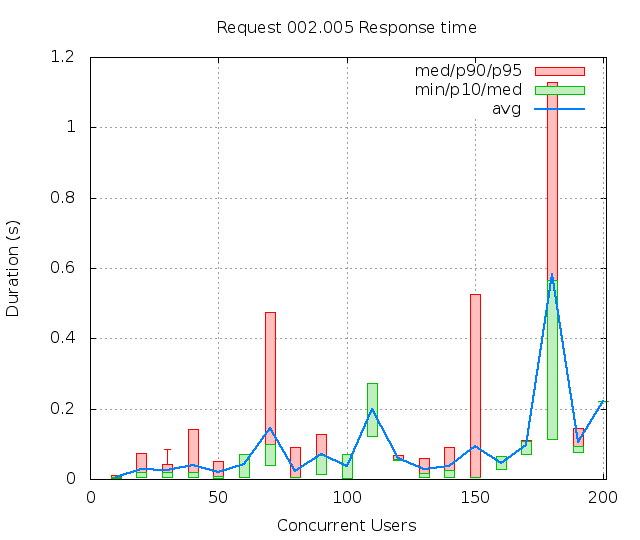 Request 002.005 Response time
med/p90/p95
min/p10/med
avg
Duration (s)
1.2
1
0.8
0.6
0.4
0.2
0
0 50 100 150 200
Concurrent Users